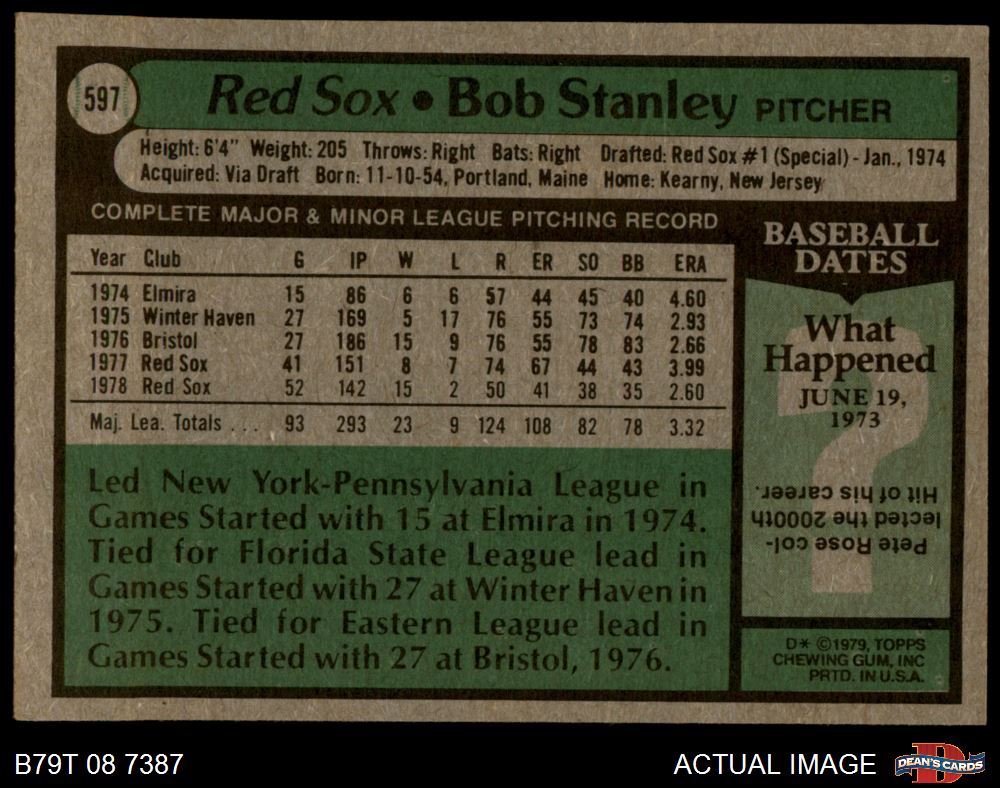 597
Red Sox • Bob Stanley PITCHER
Height: 6'4" Weight: 205 Throws: Right Bats: Right Drafted: Red Sox #1 (Special) - Jan., 1974
Acquired: Via Draft Born: 11-10-54, Portland, Maine Home: Kearny, New Jersey
COMPLETE MAJOR & MINOR LEAGUE PITCHING RECORD
Year Club G IP W L R ER SO BB ERA
1974 Elmira 15 86 6 6 57 44 45 40 4.60
1975 Winter Haven 27 169 5 17 76 55 73 74 2.93
1976 Bristol 27 186 15 9 76 55 78 83 2.66
1977 Red Sox 41 151 8 7 74 67 44 43 3.99
1978 Red Sox 52 142 15 2 50 41 38 35 2.60
Maj. Lea. Totals . . . 93 293 23 9 124 108 82 78 3.32
Led New York-Pennsylvania League in
Games Started with 15 at Elmira in 1974.
Tied for Florida State League lead in
Games Started with 27 at Winter Haven in
1975. Tied for Eastern League lead in
Games Started with 27 at Bristol, 1976.
BASEBALL
DATES
What
Happened
JUNE 19,
1973
?
Pete Rose col-
lected the 2000th
Hit of his career.
D* ©1979, TOPPS
CHEWING GUM, INC
PRTD. IN U.S.A.
B79T 08 7387
ACTUAL IMAGE
D
DEAN'S CARDS